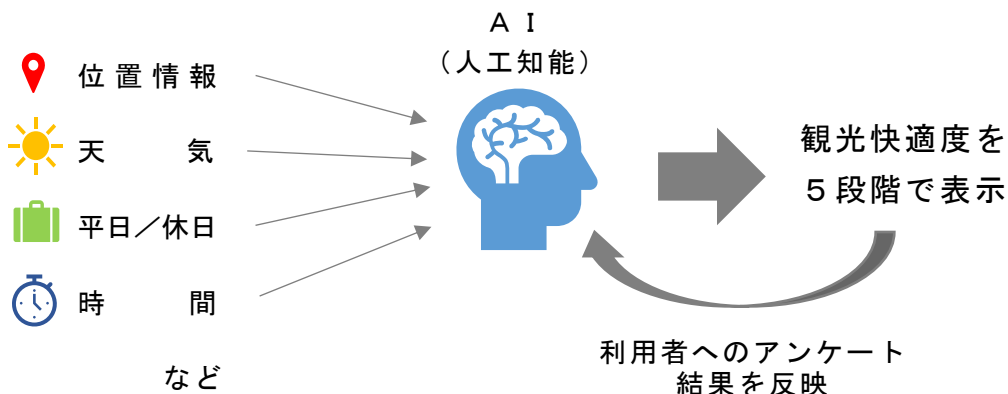 ＡＩ
（人工知能）
位置情報
天気
平日／休日
時間
など
観光快適度を
５段階で表示
利用者へのアンケート
結果を反映